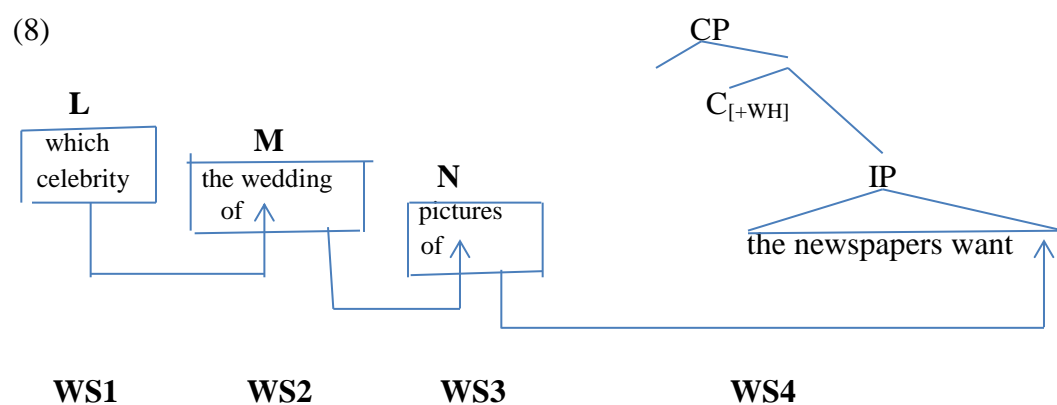 (8)
CP
C[+WH]
L
which
celebrity
M
the wedding
of
N
pictures
of
IP
the newspapers want
WS1 WS2 WS3 WS4